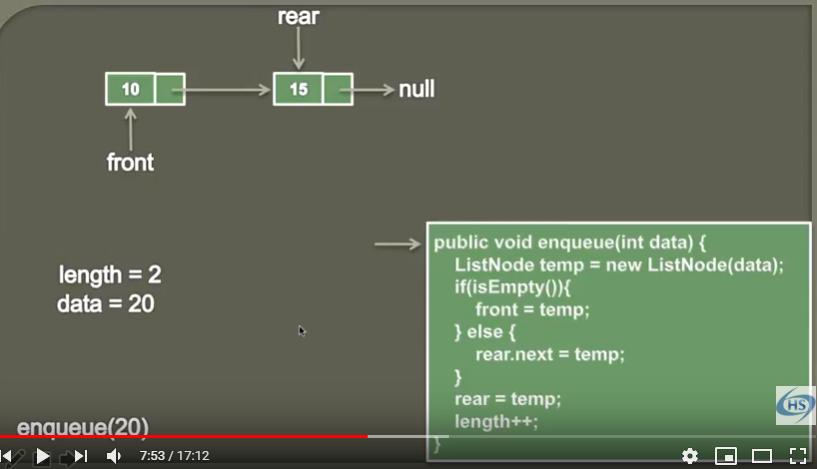 rear
10
15
null
front
length = 2
data = 20
public void enqueue(int data) {
ListNode temp = new ListNode(data);
if(isEmpty()){
front = temp;
} else {
rear.next = temp;
}
rear = temp;
length++;
}
HS
enqueue(20)
7:53 / 17:12